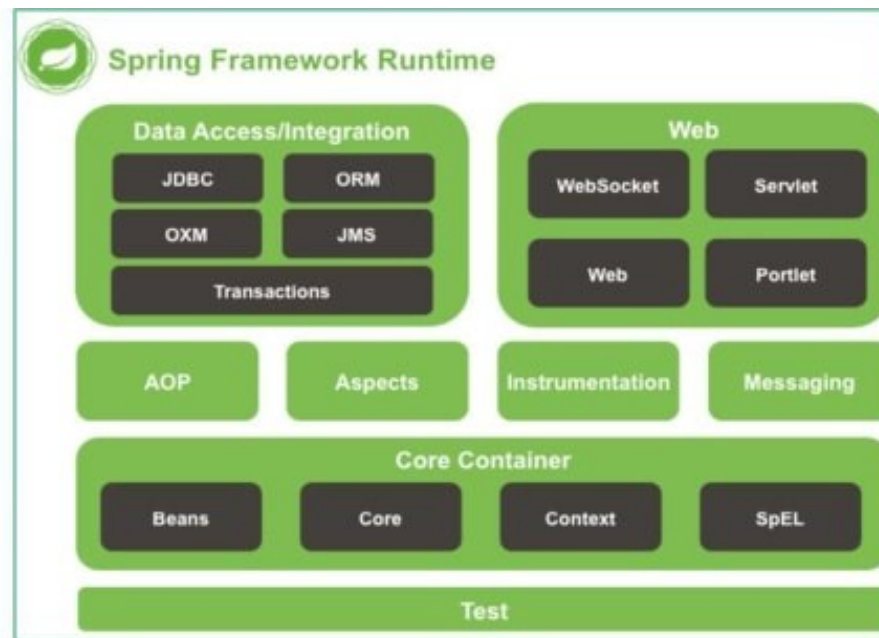 Spring Framework Runtime
Data Access/Integration
JDBC ORM
OXM JMS
Transactions
Web
WebSocket Servlet
Web Portlet
AOP Aspects Instrumentation Messaging
Core Container
Beans Core Context SpEL
Test